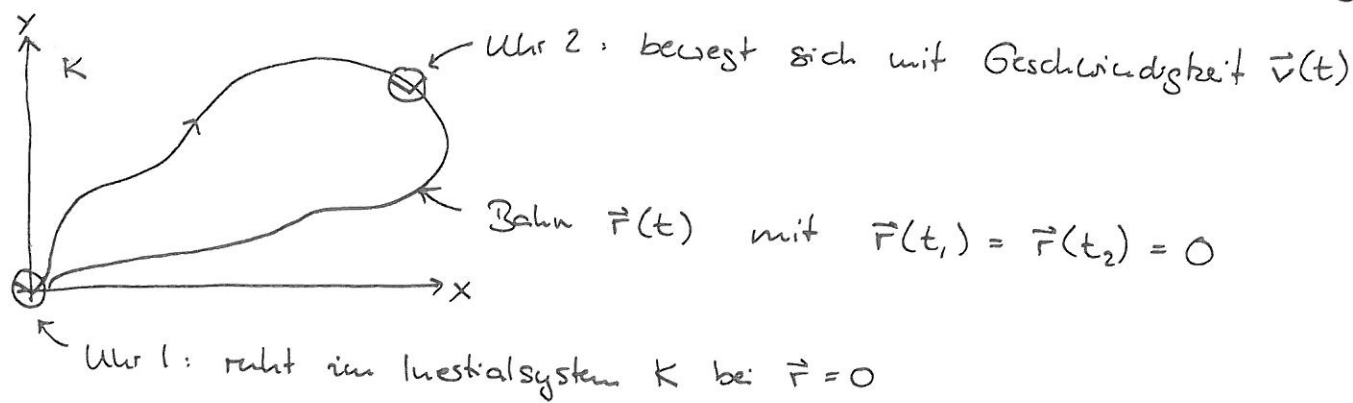 y
K
Uhr 2: bewegt sich mit Geschwindigkeit v⃗(t)
Bahn r⃗(t) mit r⃗(t₁) = r⃗(t₂) = 0
x
Uhr 1: ruht im Inertialsystem K bei r⃗ = 0